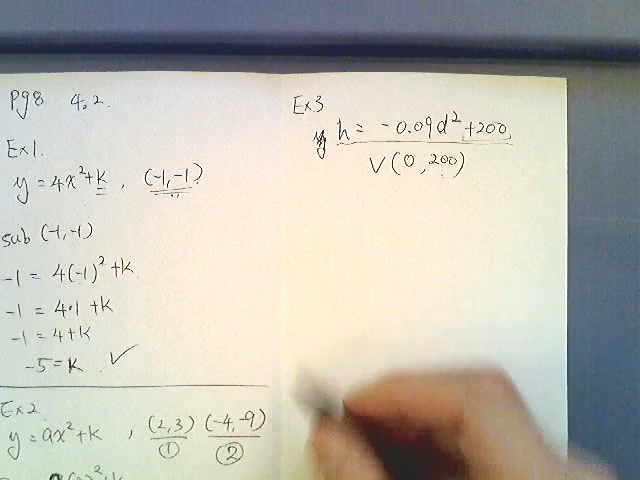 Pg8 4.2.
Ex1.
y = 4x²+k , (-1,-1)?
sub (-1,-1)
-1 = 4(-1)² +k
-1 = 4·1 +k
-1 = 4+k
-5=k. ✓
Ex2.
y = ax²+k , (2,3) (-4,-9)
① ②
Ex3
y h = -0.09d² +200
V(0,200)